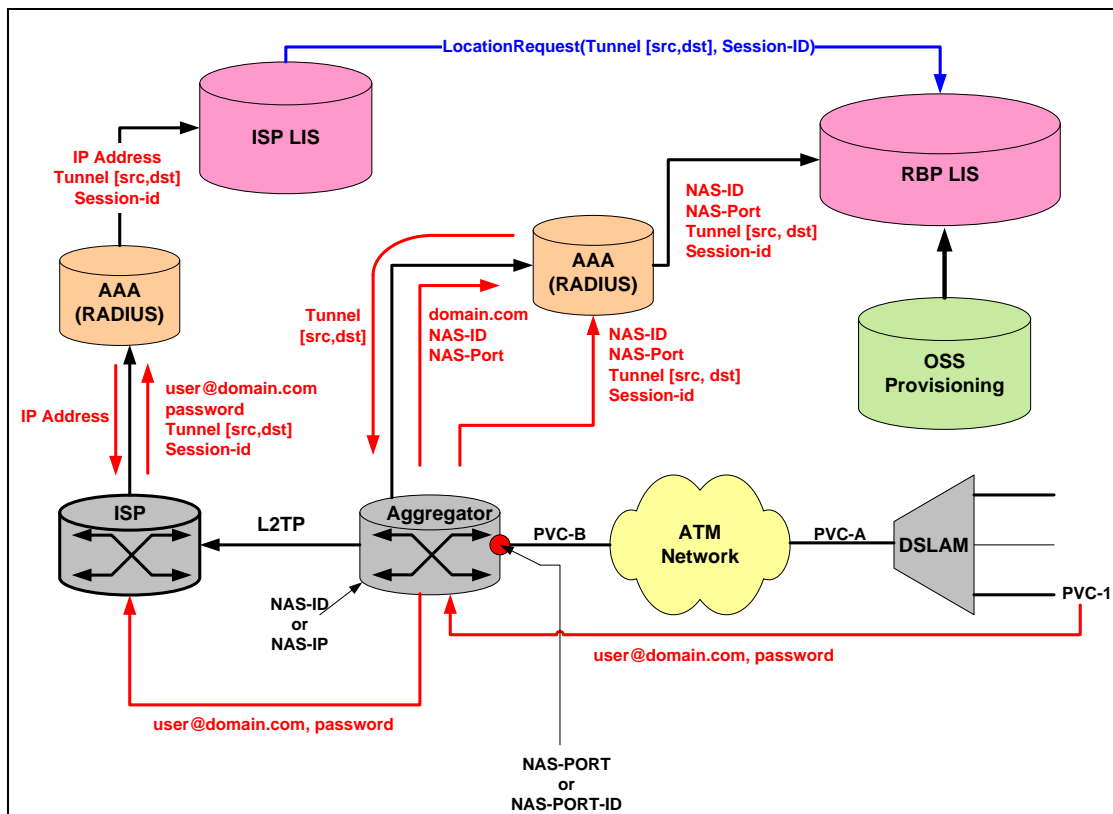 LocationRequest(Tunnel [src,dst], Session-ID)
ISP LIS
RBP LIS
IP Address
Tunnel [src,dst]
Session-id
NAS-ID
NAS-Port
Tunnel [src, dst]
Session-id
AAA
(RADIUS)
AAA
(RADIUS)
Tunnel
[src,dst]
domain.com
NAS-ID
NAS-Port
NAS-ID
NAS-Port
Tunnel [src, dst]
Session-id
OSS
Provisioning
IP Address
user@domain.com
password
Tunnel [src,dst]
Session-id
ISP
L2TP
Aggregator
PVC-B
ATM
Network
PVC-A
DSLAM
PVC-1
NAS-ID
or
NAS-IP
user@domain.com, password
user@domain.com, password
NAS-PORT
or
NAS-PORT-ID